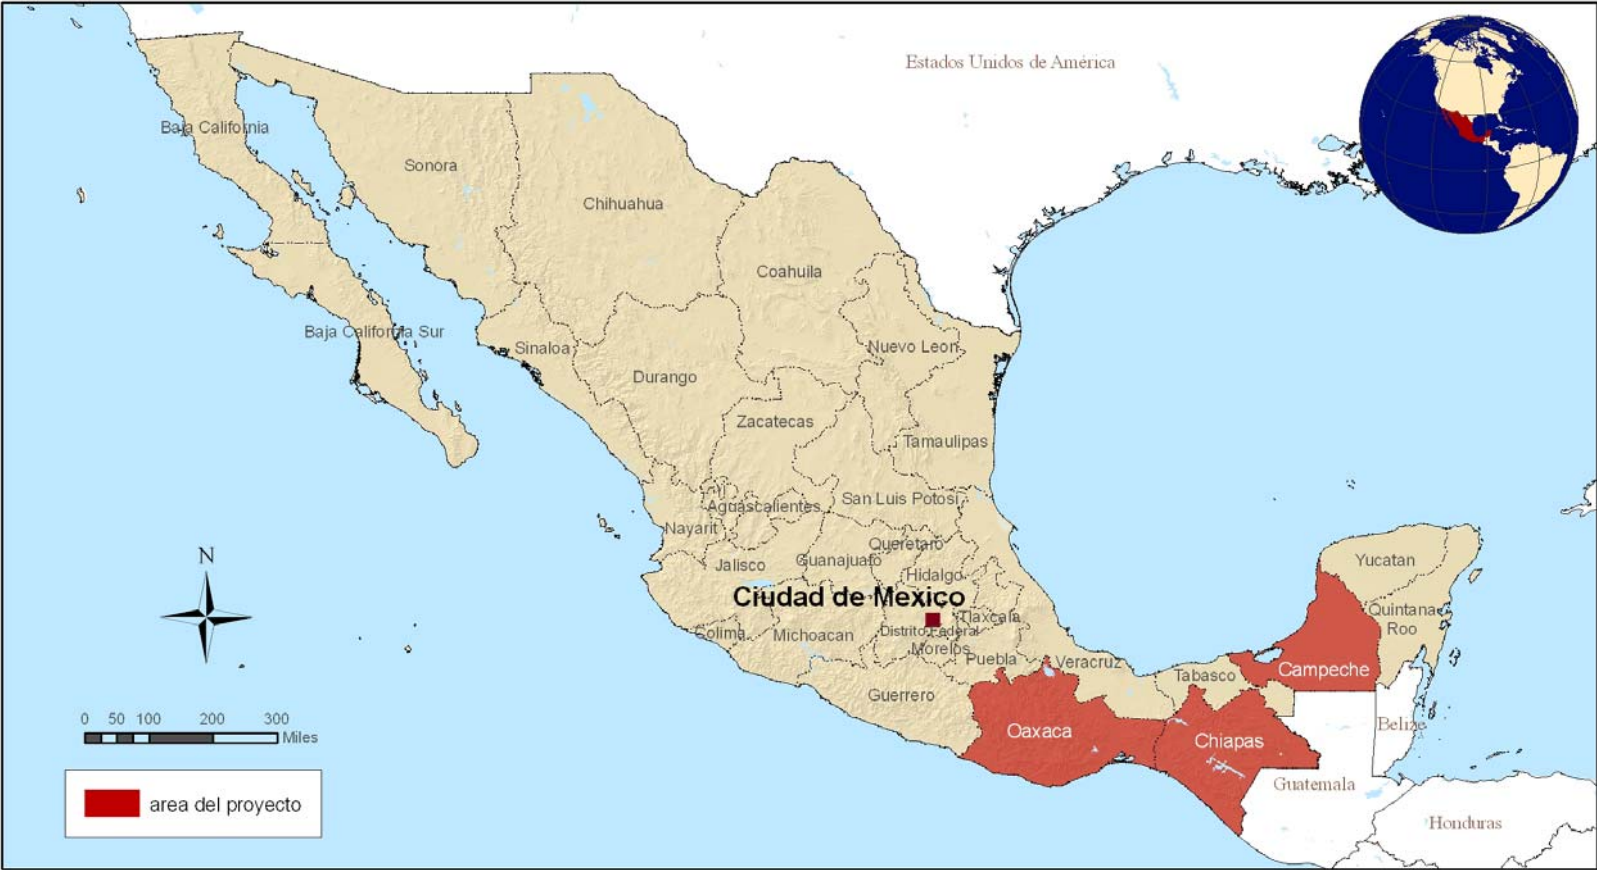 Estados Unidos de América
Baja California
Sonora
Chihuahua
Coahuila
Baja California Sur
Sinaloa
Nuevo Leon
Durango
Zacatecas
Tamaulipas
San Luis Potosi
Aguascalientes
Nayarit
Queretaro
Jalisco
Guanajuato
Hidalgo
Yucatan
Ciudad de Mexico
Tlaxcala
Quintana
Roo
Colima
Michoacan
Distrito Federal
Morelos
Puebla
Veracruz
Tabasco
Campeche
Guerrero
Oaxaca
Chiapas
Belize
Guatemala
Honduras
N
0 50 100 200 300
Miles
area del proyecto